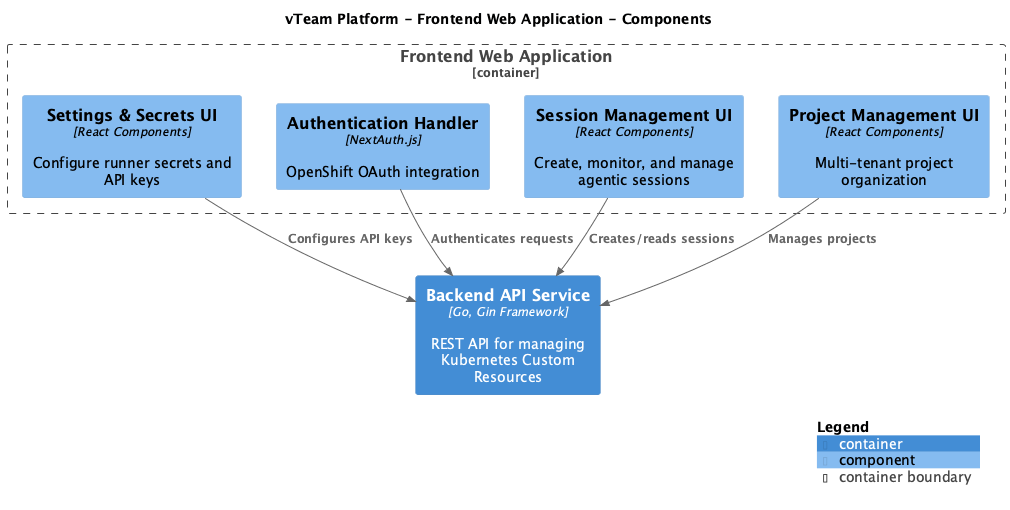 vTeam Platform - Frontend Web Application - Components
Frontend Web Application
[container]
Settings & Secrets UI
[React Components]
Configure runner secrets and
API keys
Authentication Handler
[NextAuth.js]
OpenShift OAuth integration
Session Management UI
[React Components]
Create, monitor, and manage
agentic sessions
Project Management UI
[React Components]
Multi-tenant project
organization
Configures API keys
Authenticates requests
Creates/reads sessions
Manages projects
Backend API Service
[Go, Gin Framework]
REST API for managing
Kubernetes Custom
Resources
Legend
container
component
container boundary